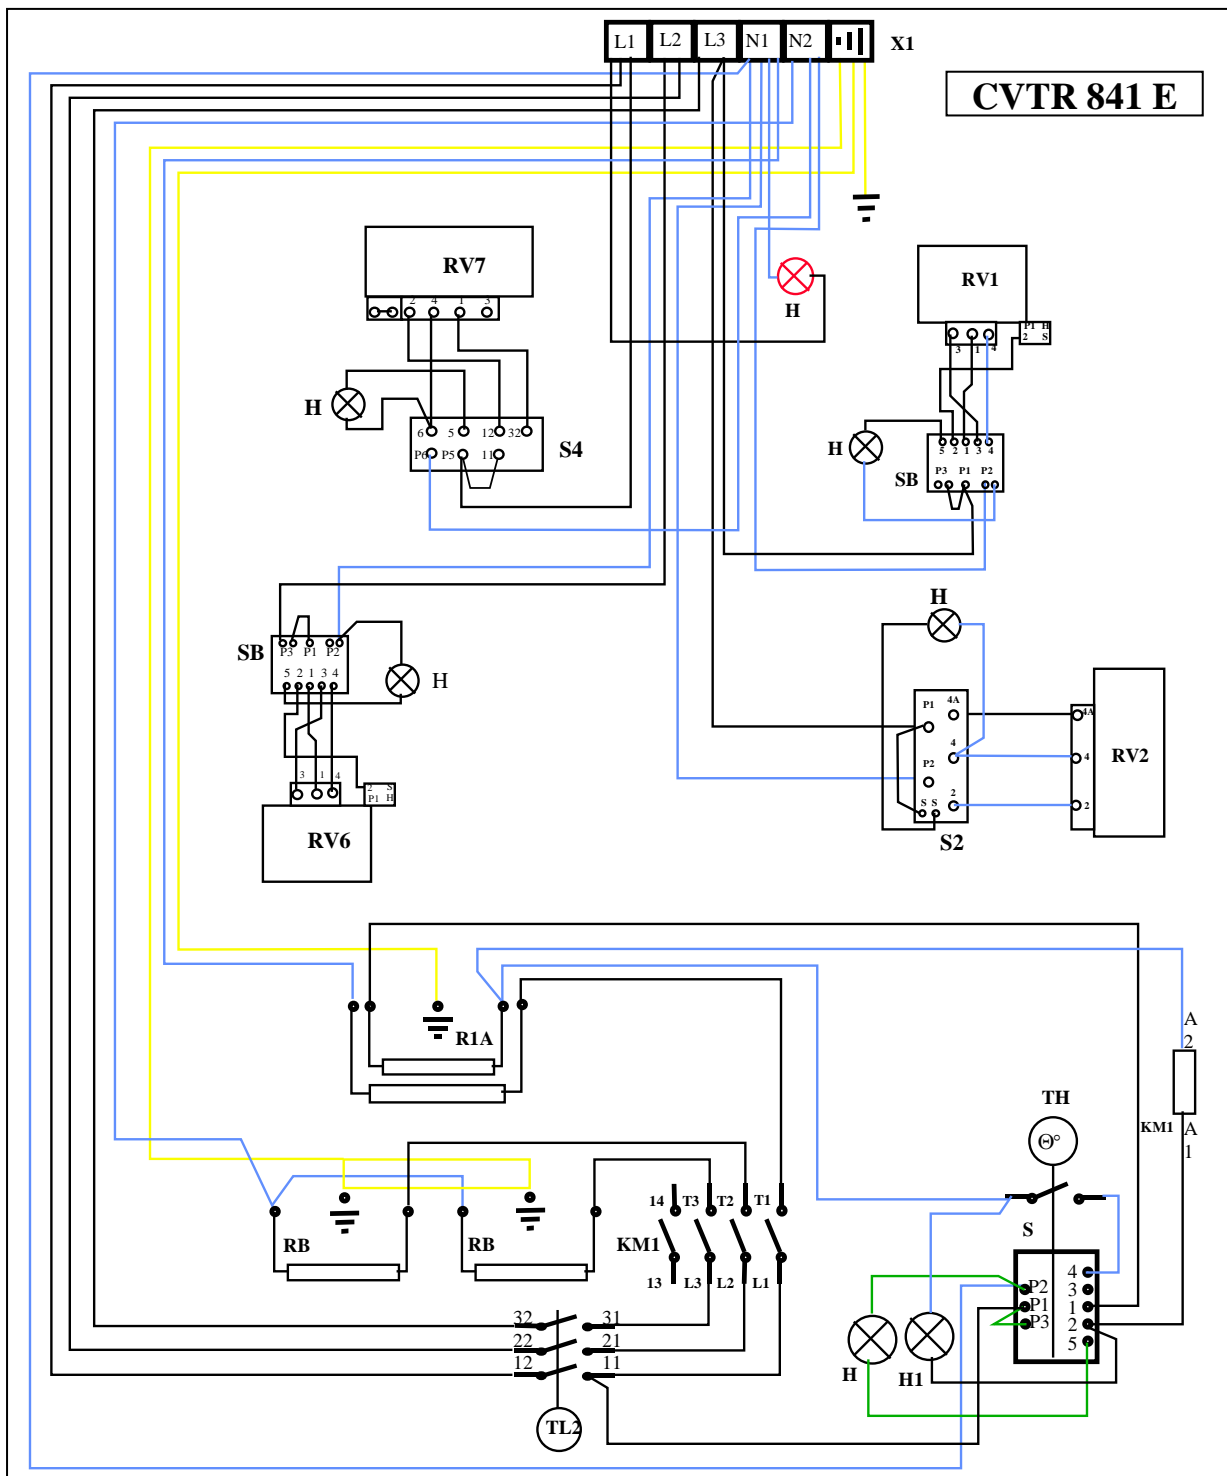 L1 L2 L3 N1 N2 X1
CVTR 841 E
RV7
2 4 1 3
H
6 5 12 32
P6 P5 11
S4
H
RV1
P1 H
2 S
3 1 4
H
5 2 1 3 4
P3 P1 P2
SB
SB
P3 P1 P2
5 2 1 3 4
H
3 1 4
2 S
P1 H
RV6
H
P1 4A
4
P2
2
S S
S2
4A
4
2
RV2
R1A
A
2
KM1
A
1
TH
Θ°
S
RB
RB
14 T3 T2 T1
KM1
13 L3 L2 L1
32 31
22 21
12 11
TL2
P2
P1
P3
4
3
1
2
5
H
H1